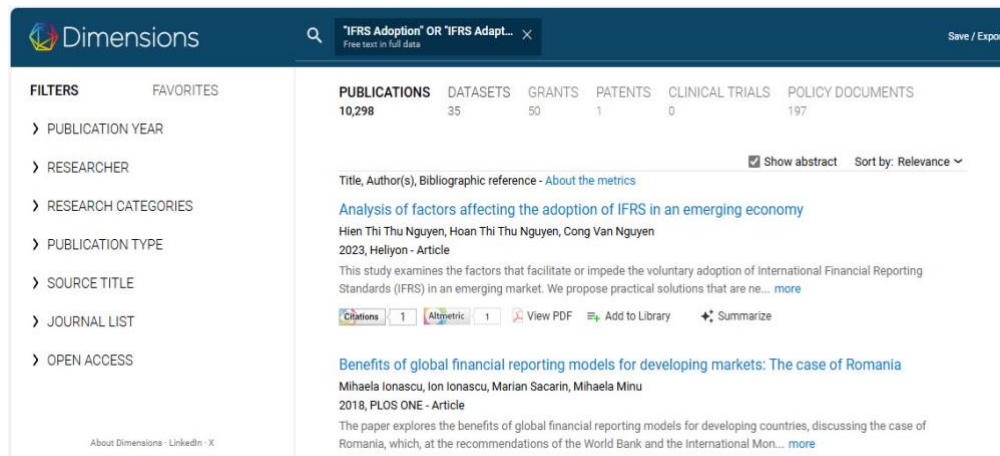 Dimensions
"IFRS Adoption" OR "IFRS Adapt...
Free text in full data
Save / Expor
FILTERS FAVORITES
PUBLICATION YEAR
RESEARCHER
RESEARCH CATEGORIES
PUBLICATION TYPE
SOURCE TITLE
JOURNAL LIST
OPEN ACCESS
About Dimensions · LinkedIn · X
PUBLICATIONS DATASETS GRANTS PATENTS CLINICAL TRIALS POLICY DOCUMENTS
10,298 35 50 1 0 197
Show abstract Sort by: Relevance
Title, Author(s), Bibliographic reference - About the metrics
Analysis of factors affecting the adoption of IFRS in an emerging economy
Hien Thi Thu Nguyen, Hoan Thi Thu Nguyen, Cong Van Nguyen
2023, Heliyon - Article
This study examines the factors that facilitate or impede the voluntary adoption of International Financial Reporting
Standards (IFRS) in an emerging market. We propose practical solutions that are ne... more
Citations 1 Altmetric 1 View PDF Add to Library Summarize
Benefits of global financial reporting models for developing markets: The case of Romania
Mihaela Ionascu, Ion Ionascu, Marian Sacarin, Mihaela Minu
2018, PLOS ONE - Article
The paper explores the benefits of global financial reporting models for developing countries, discussing the case of
Romania, which, at the recommendations of the World Bank and the International Mon... more